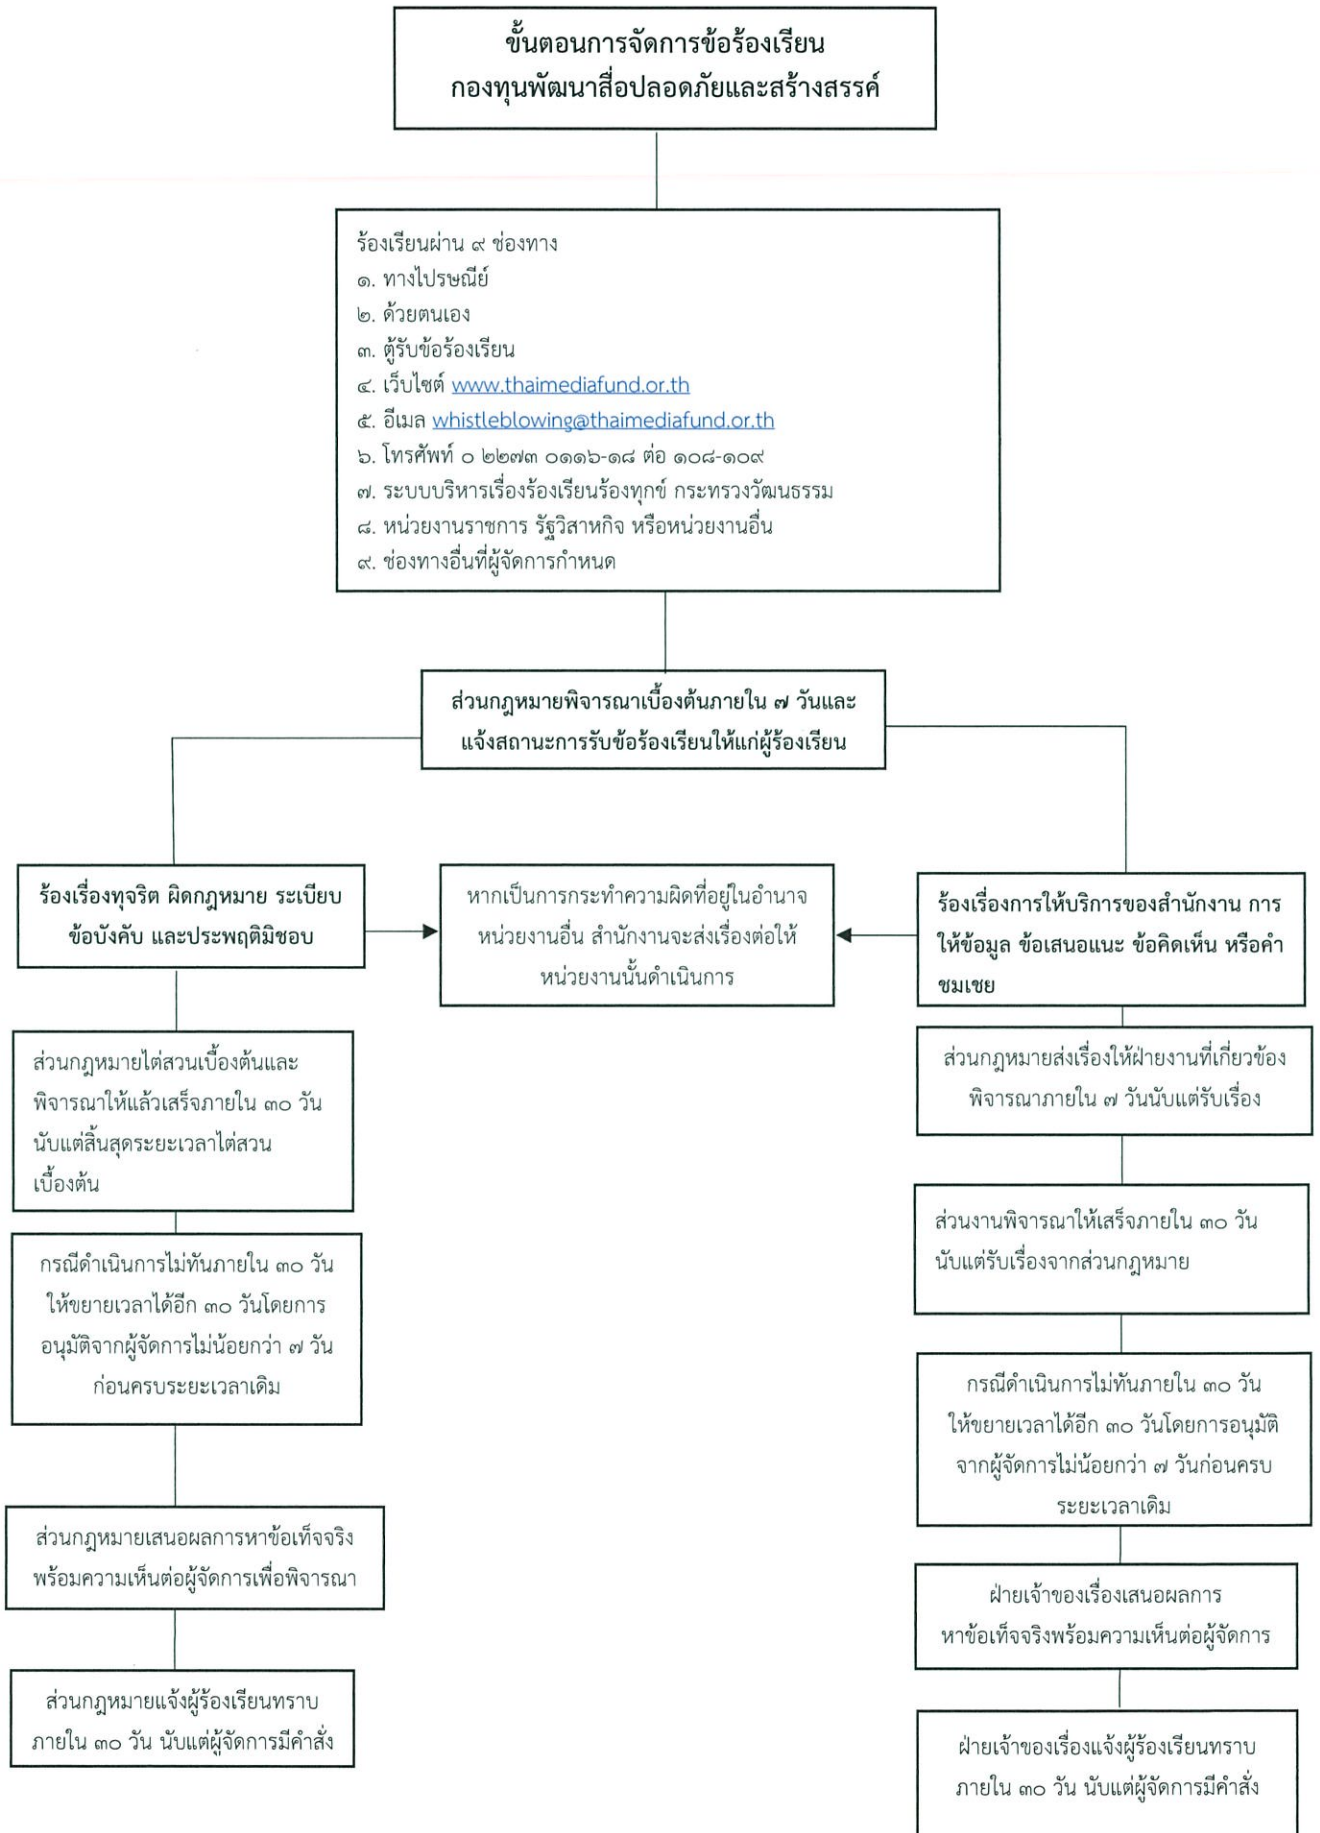 ขั้นตอนการจัดการข้อร้องเรียน
กองทุนพัฒนาสื่อปลอดภัยและสร้างสรรค์
ร้องเรียนผ่าน ๙ ช่องทาง
๑. ทางไปรษณีย์
๒. ด้วยตนเอง
๓. ตู้รับข้อร้องเรียน
๔. เว็บไซต์ www.thaimediafund.or.th
๕. อีเมล whistleblowing@thaimediafund.or.th
๖. โทรศัพท์ ๐ ๒๒๗๓ ๐๑๑๖-๑๘ ต่อ ๑๐๘-๑๐๙
๗. ระบบบริหารเรื่องร้องเรียนร้องทุกข์ กระทรวงวัฒนธรรม
๘. หน่วยงานราชการ รัฐวิสาหกิจ หรือหน่วยงานอื่น
๙. ช่องทางอื่นที่ผู้จัดการกำหนด
ส่วนกฎหมายพิจารณาเบื้องต้นภายใน ๗ วันและ
แจ้งสถานะการรับข้อร้องเรียนให้แก่ผู้ร้องเรียน
ร้องเรื่องทุจริต ผิดกฎหมาย ระเบียบ
ข้อบังคับ และประพฤติมิชอบ
หากเป็นการกระทำความผิดที่อยู่ในอำนาจ
หน่วยงานอื่น สำนักงานจะส่งเรื่องต่อให้
หน่วยงานนั้นดำเนินการ
ร้องเรื่องการให้บริการของสำนักงาน การ
ให้ข้อมูล ข้อเสนอแนะ ข้อคิดเห็น หรือคำ
ชมเชย
ส่วนกฎหมายไต่สวนเบื้องต้นและ
พิจารณาให้แล้วเสร็จภายใน ๓๐ วัน
นับแต่สิ้นสุดระยะเวลาไต่สวน
เบื้องต้น
กรณีดำเนินการไม่ทันภายใน ๓๐ วัน
ให้ขยายเวลาได้อีก ๓๐ วันโดยการ
อนุมัติจากผู้จัดการไม่น้อยกว่า ๗ วัน
ก่อนครบระยะเวลาเดิม
ส่วนกฎหมายเสนอผลการหาข้อเท็จจริง
พร้อมความเห็นต่อผู้จัดการเพื่อพิจารณา
ส่วนกฎหมายแจ้งผู้ร้องเรียนทราบ
ภายใน ๓๐ วัน นับแต่ผู้จัดการมีคำสั่ง
ส่วนกฎหมายส่งเรื่องให้ฝ่ายงานที่เกี่ยวข้อง
พิจารณาภายใน ๗ วันนับแต่รับเรื่อง
ส่วนงานพิจารณาให้เสร็จภายใน ๓๐ วัน
นับแต่รับเรื่องจากส่วนกฎหมาย
กรณีดำเนินการไม่ทันภายใน ๓๐ วัน
ให้ขยายเวลาได้อีก ๓๐ วันโดยการอนุมัติ
จากผู้จัดการไม่น้อยกว่า ๗ วันก่อนครบ
ระยะเวลาเดิม
ฝ่ายเจ้าของเรื่องเสนอผลการ
หาข้อเท็จจริงพร้อมความเห็นต่อผู้จัดการ
ฝ่ายเจ้าของเรื่องแจ้งผู้ร้องเรียนทราบ
ภายใน ๓๐ วัน นับแต่ผู้จัดการมีคำสั่ง